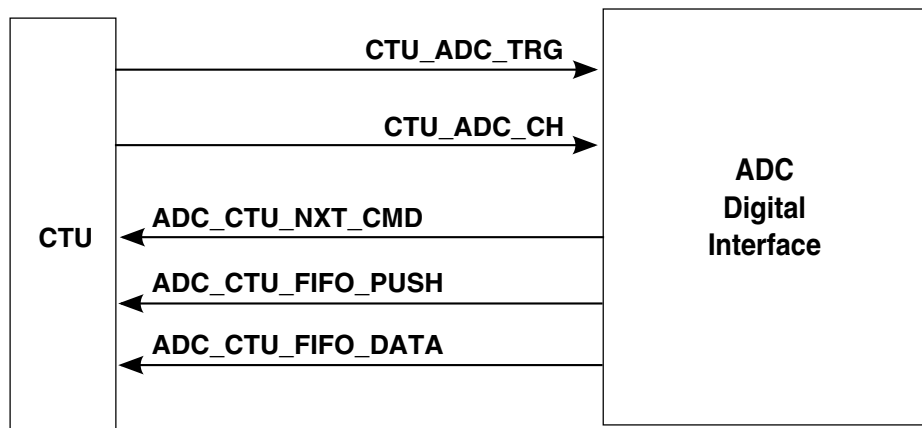 CTU_ADC_TRG
CTU_ADC_CH
ADC_CTU_NXT_CMD
ADC_CTU_FIFO_PUSH
ADC_CTU_FIFO_DATA
CTU
ADC
Digital
Interface